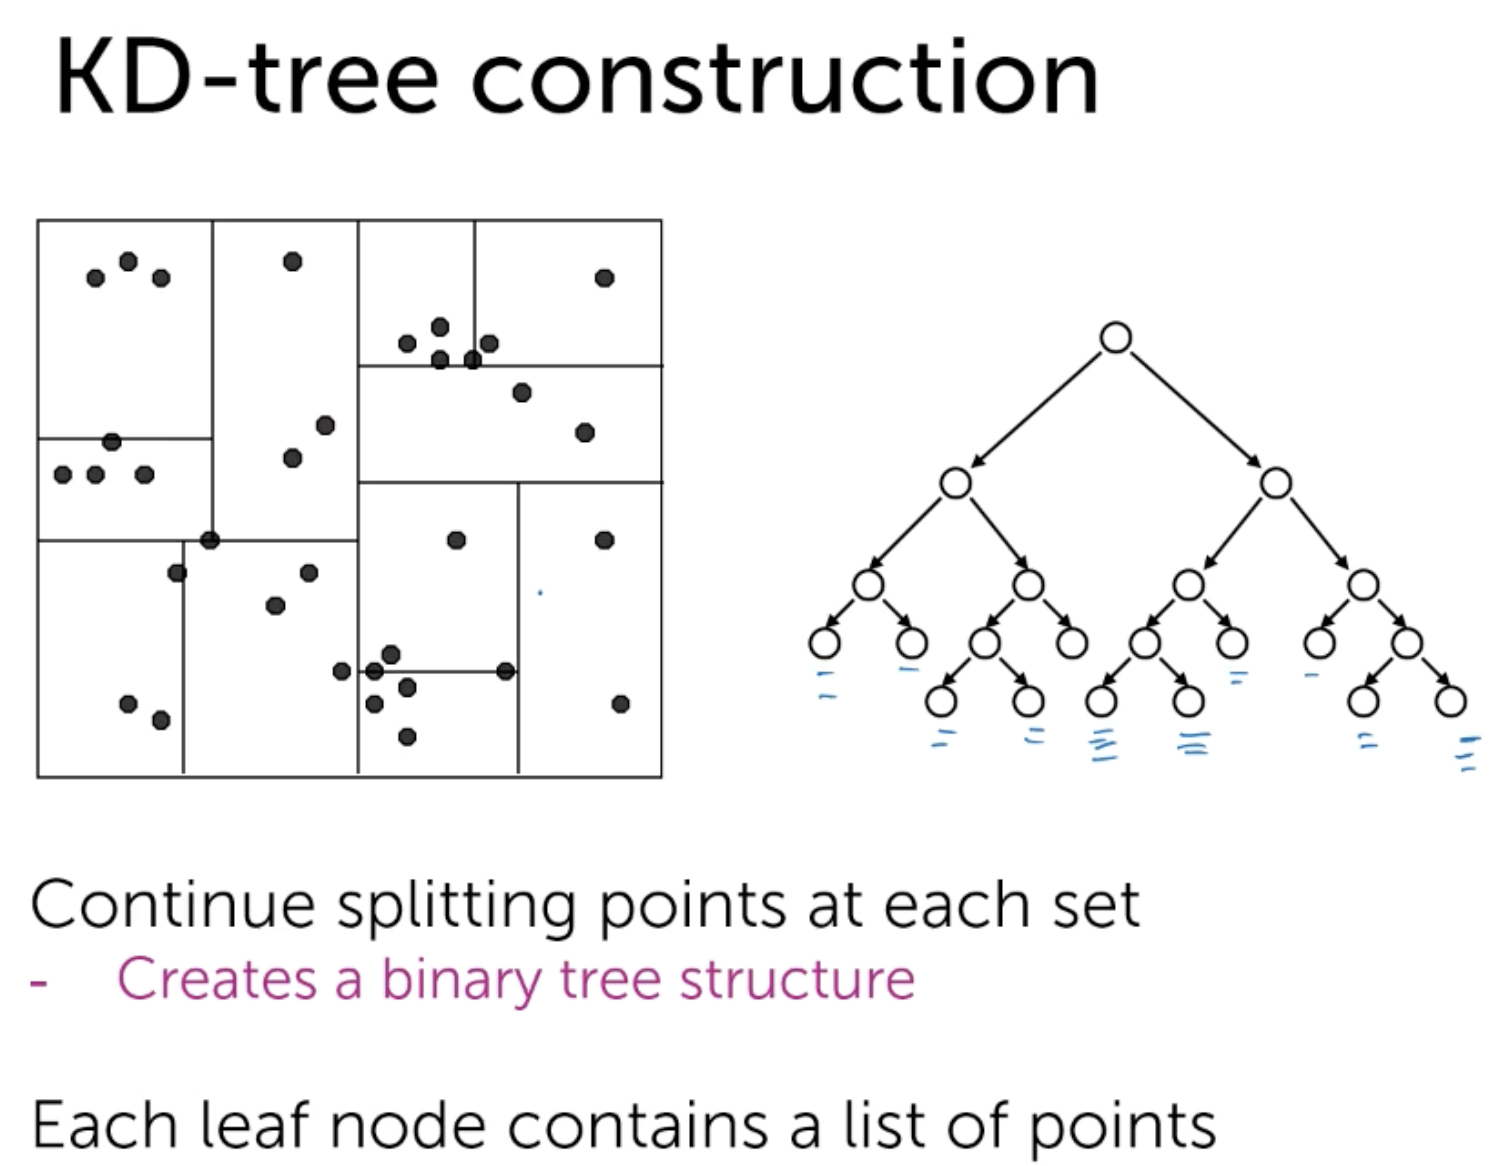 KD-tree construction
Continue splitting points at each set
- Creates a binary tree structure
Each leaf node contains a list of points